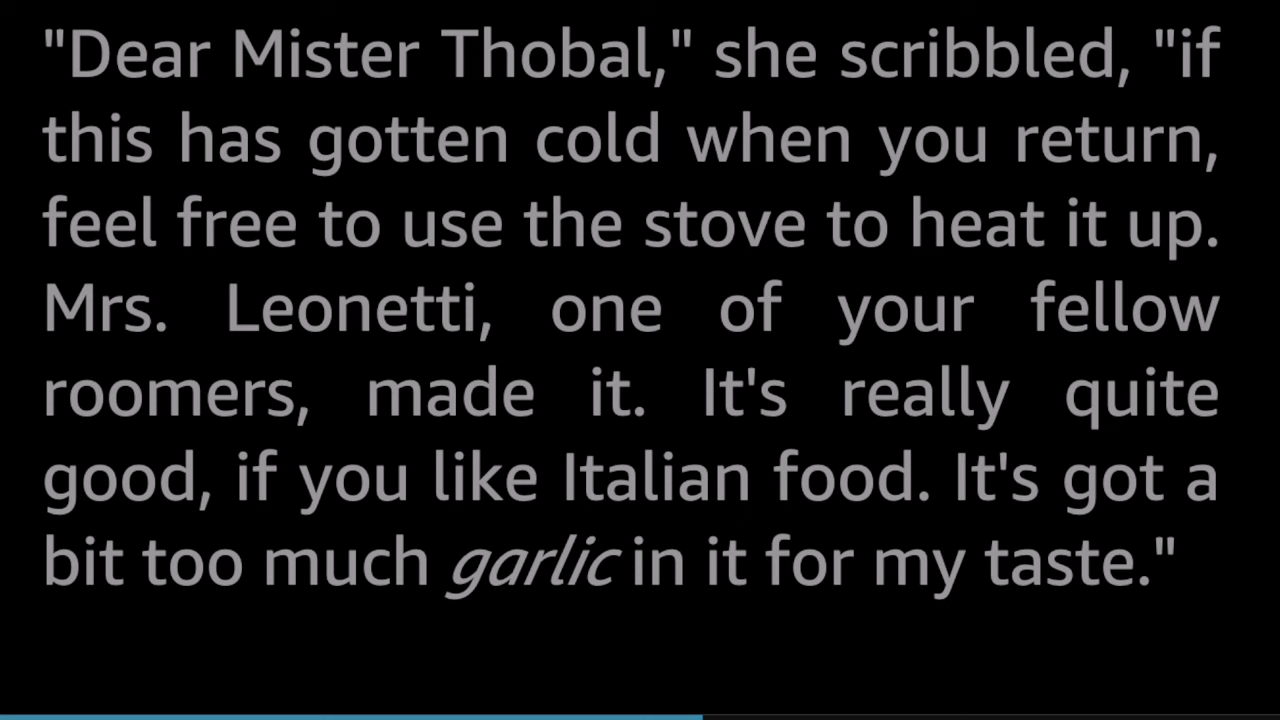 "Dear Mister Thobal," she scribbled, "if
this has gotten cold when you return,
feel free to use the stove to heat it up.
Mrs. Leonetti, one of your fellow
roomers, made it. It's really quite
good, if you like Italian food. It's got a
bit too much garlic in it for my taste."